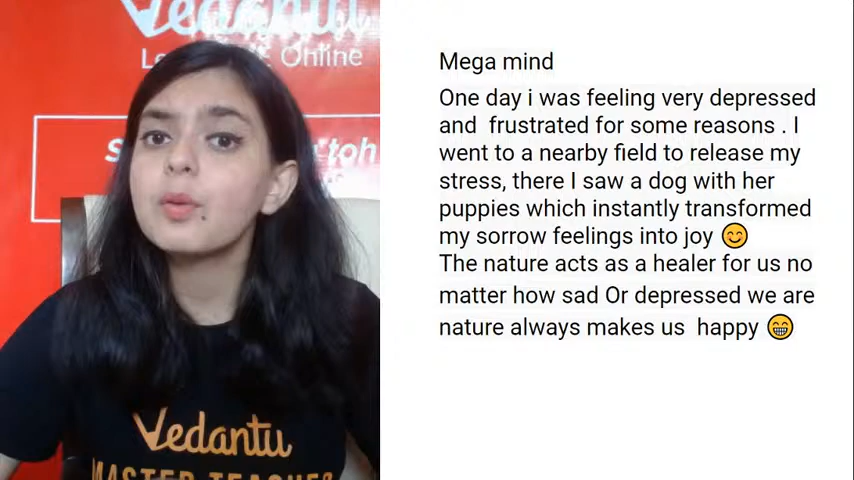 Vedantu
Online
Mega mind
One day i was feeling very depressed
and  frustrated for some reasons . I
went to a nearby field to release my
stress, there I saw a dog with her
puppies which instantly transformed
my sorrow feelings into joy 😊
The nature acts as a healer for us no
matter how sad Or depressed we are
nature always makes us  happy 😁
Vedantu
MASTER TEACHER